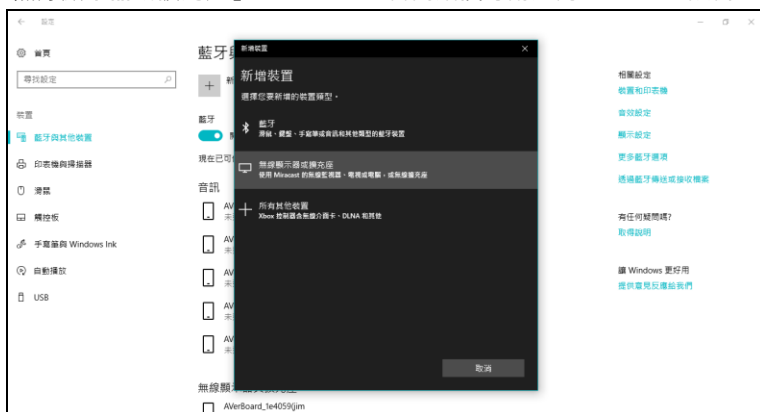 設定
首頁
尋找設定
裝置
藍牙與其他裝置
印表機與掃描器
滑鼠
觸控板
手寫筆與 Windows Ink
自動播放
USB
藍牙
藍牙
現在已可
音訊
AV
AV
AV
AV
AV
無線顯
AVerBoard_1e4059(jim
新增裝置
新增裝置
選擇您要新增的裝置類型。
藍牙
滑鼠、鍵盤、手寫筆或音訊和其他類型的藍牙裝置
無線顯示器或擴充座
使用 Miracast 的無線監視器、電視或電腦,或無線擴充座
所有其他裝置
Xbox 控制器含無線介面卡、DLNA 和其他
取消
相關設定
裝置和印表機
音效設定
顯示設定
更多藍牙選項
透過藍牙傳送或接收檔案
有任何疑問嗎?
取得說明
讓 Windows 更好用
提供意見反應給我們